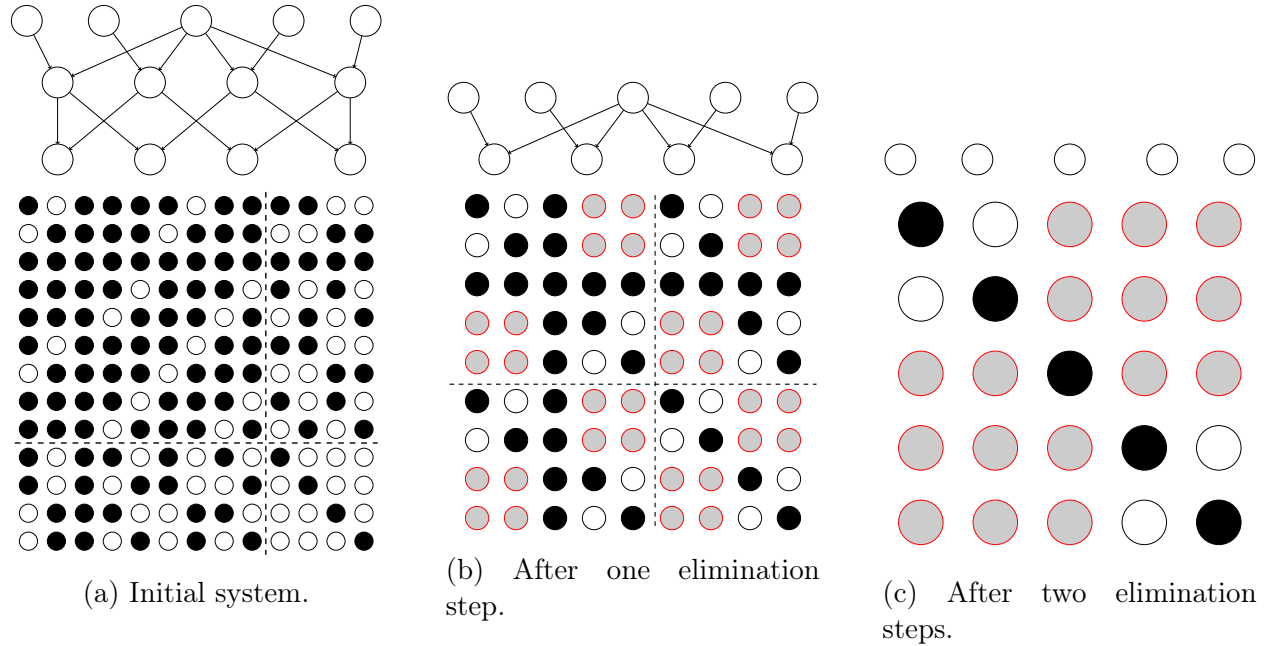 (a) Initial system.
(b) After one elimination
step.
(c) After two elimination
steps.